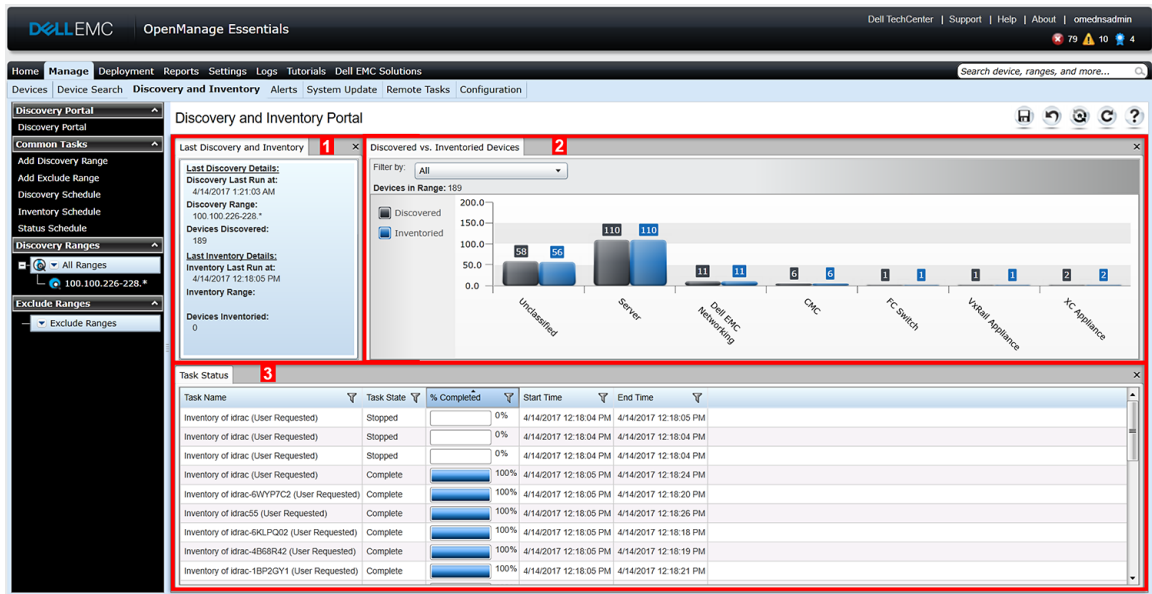 DELLEMC OpenManage Essentials
Dell TechCenter | Support | Help | About | omednsadmin
79 10 4
Home Manage Deployment Reports Settings Logs Tutorials Dell EMC Solutions
Search device, ranges, and more...
Devices Device Search Discovery and Inventory Alerts System Update Remote Tasks Configuration
Discovery Portal
Discovery Portal
Common Tasks
Add Discovery Range
Add Exclude Range
Discovery Schedule
Inventory Schedule
Status Schedule
Discovery Ranges
All Ranges
100.100.226-228.*
Exclude Ranges
Exclude Ranges
Discovery and Inventory Portal
Last Discovery and Inventory 1
Last Discovery Details:
Discovery Last Run at:
4/14/2017 1:21:03 AM
Discovery Range:
100.100.226-228.*
Devices Discovered:
189
Last Inventory Details:
Inventory Last Run at:
4/14/2017 12:18:05 PM
Inventory Range:
Devices Inventoried:
0
Discovered vs. Inventoried Devices 2
Filter by: All
Devices in Range: 189
Discovered
Inventoried
200.0
150.0
100.0
50.0
0.0
58 56 110 110 11 11 6 6 1 1 1 1 2 2
Unclassified
Server
Dell EMC
Networking
CMC
FC Switch
VxRail Appliance
XC Appliance
Task Status 3
Task Name Task State % Completed Start Time End Time
Inventory of idrac (User Requested) Stopped 0% 4/14/2017 12:18:04 PM 4/14/2017 12:18:05 PM
Inventory of idrac (User Requested) Stopped 0% 4/14/2017 12:18:04 PM 4/14/2017 12:18:04 PM
Inventory of idrac (User Requested) Stopped 0% 4/14/2017 12:18:04 PM 4/14/2017 12:18:04 PM
Inventory of idrac (User Requested) Complete 100% 4/14/2017 12:18:05 PM 4/14/2017 12:18:24 PM
Inventory of idrac-6WYP7C2 (User Requested) Complete 100% 4/14/2017 12:18:05 PM 4/14/2017 12:18:20 PM
Inventory of idrac55 (User Requested) Complete 100% 4/14/2017 12:18:05 PM 4/14/2017 12:18:26 PM
Inventory of idrac-6KLPQ02 (User Requested) Complete 100% 4/14/2017 12:18:05 PM 4/14/2017 12:18:18 PM
Inventory of idrac-4B68R42 (User Requested) Complete 100% 4/14/2017 12:18:05 PM 4/14/2017 12:18:19 PM
Inventory of idrac-1BP2GY1 (User Requested) Complete 100% 4/14/2017 12:18:05 PM 4/14/2017 12:18:21 PM